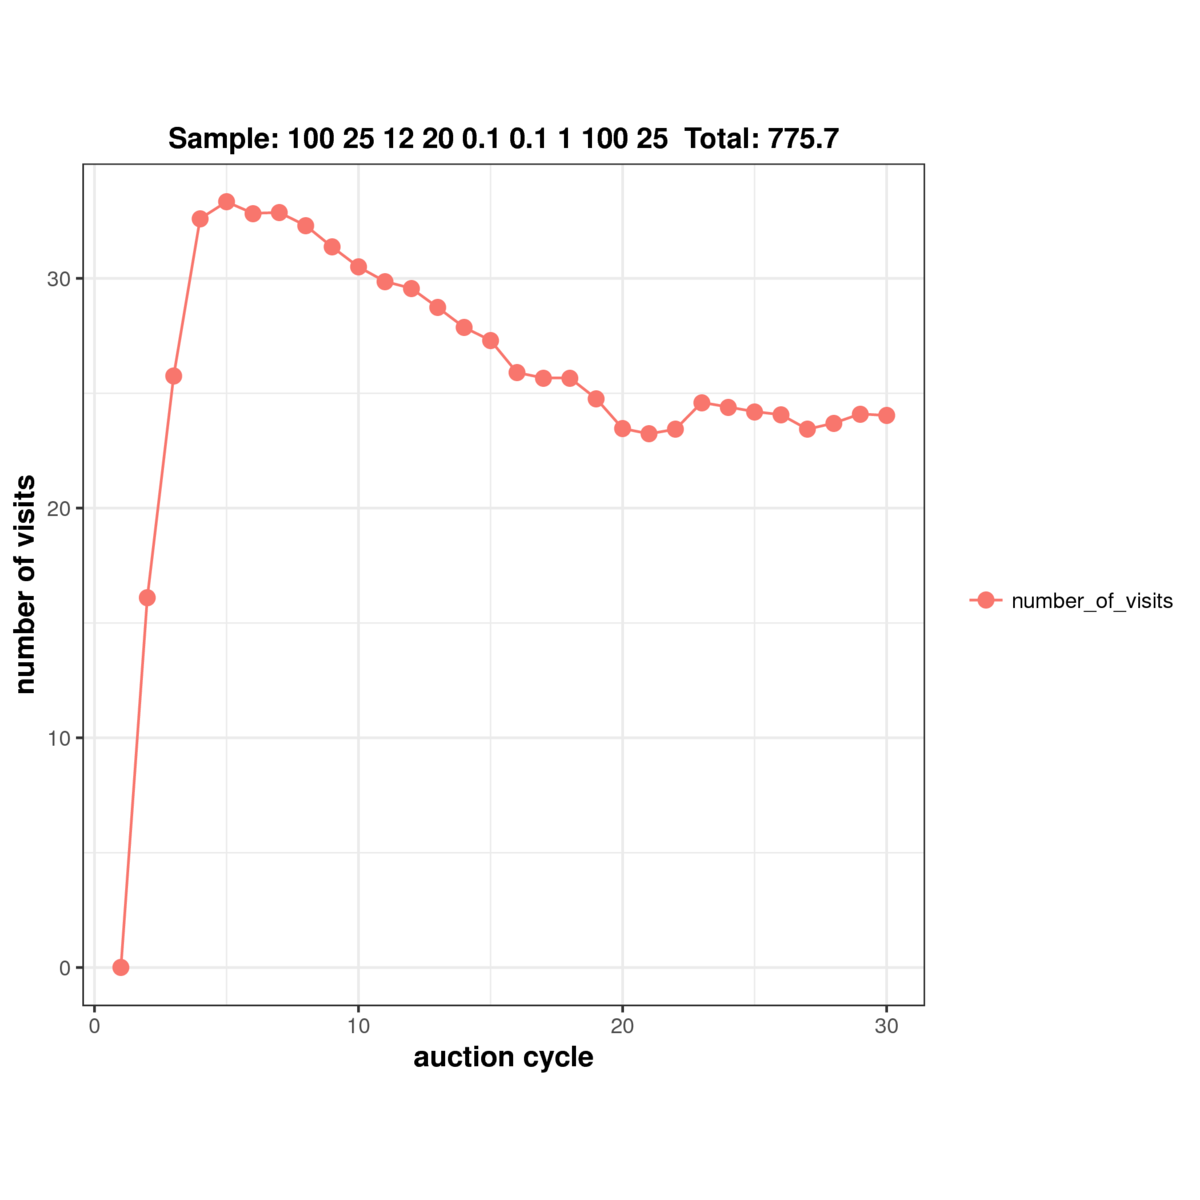 Sample: 100 25 12 20 0.1 0.1 1 100 25  Total: 775.7
number of visits
30
20
10
0
0 10 20 30
auction cycle
number_of_visits